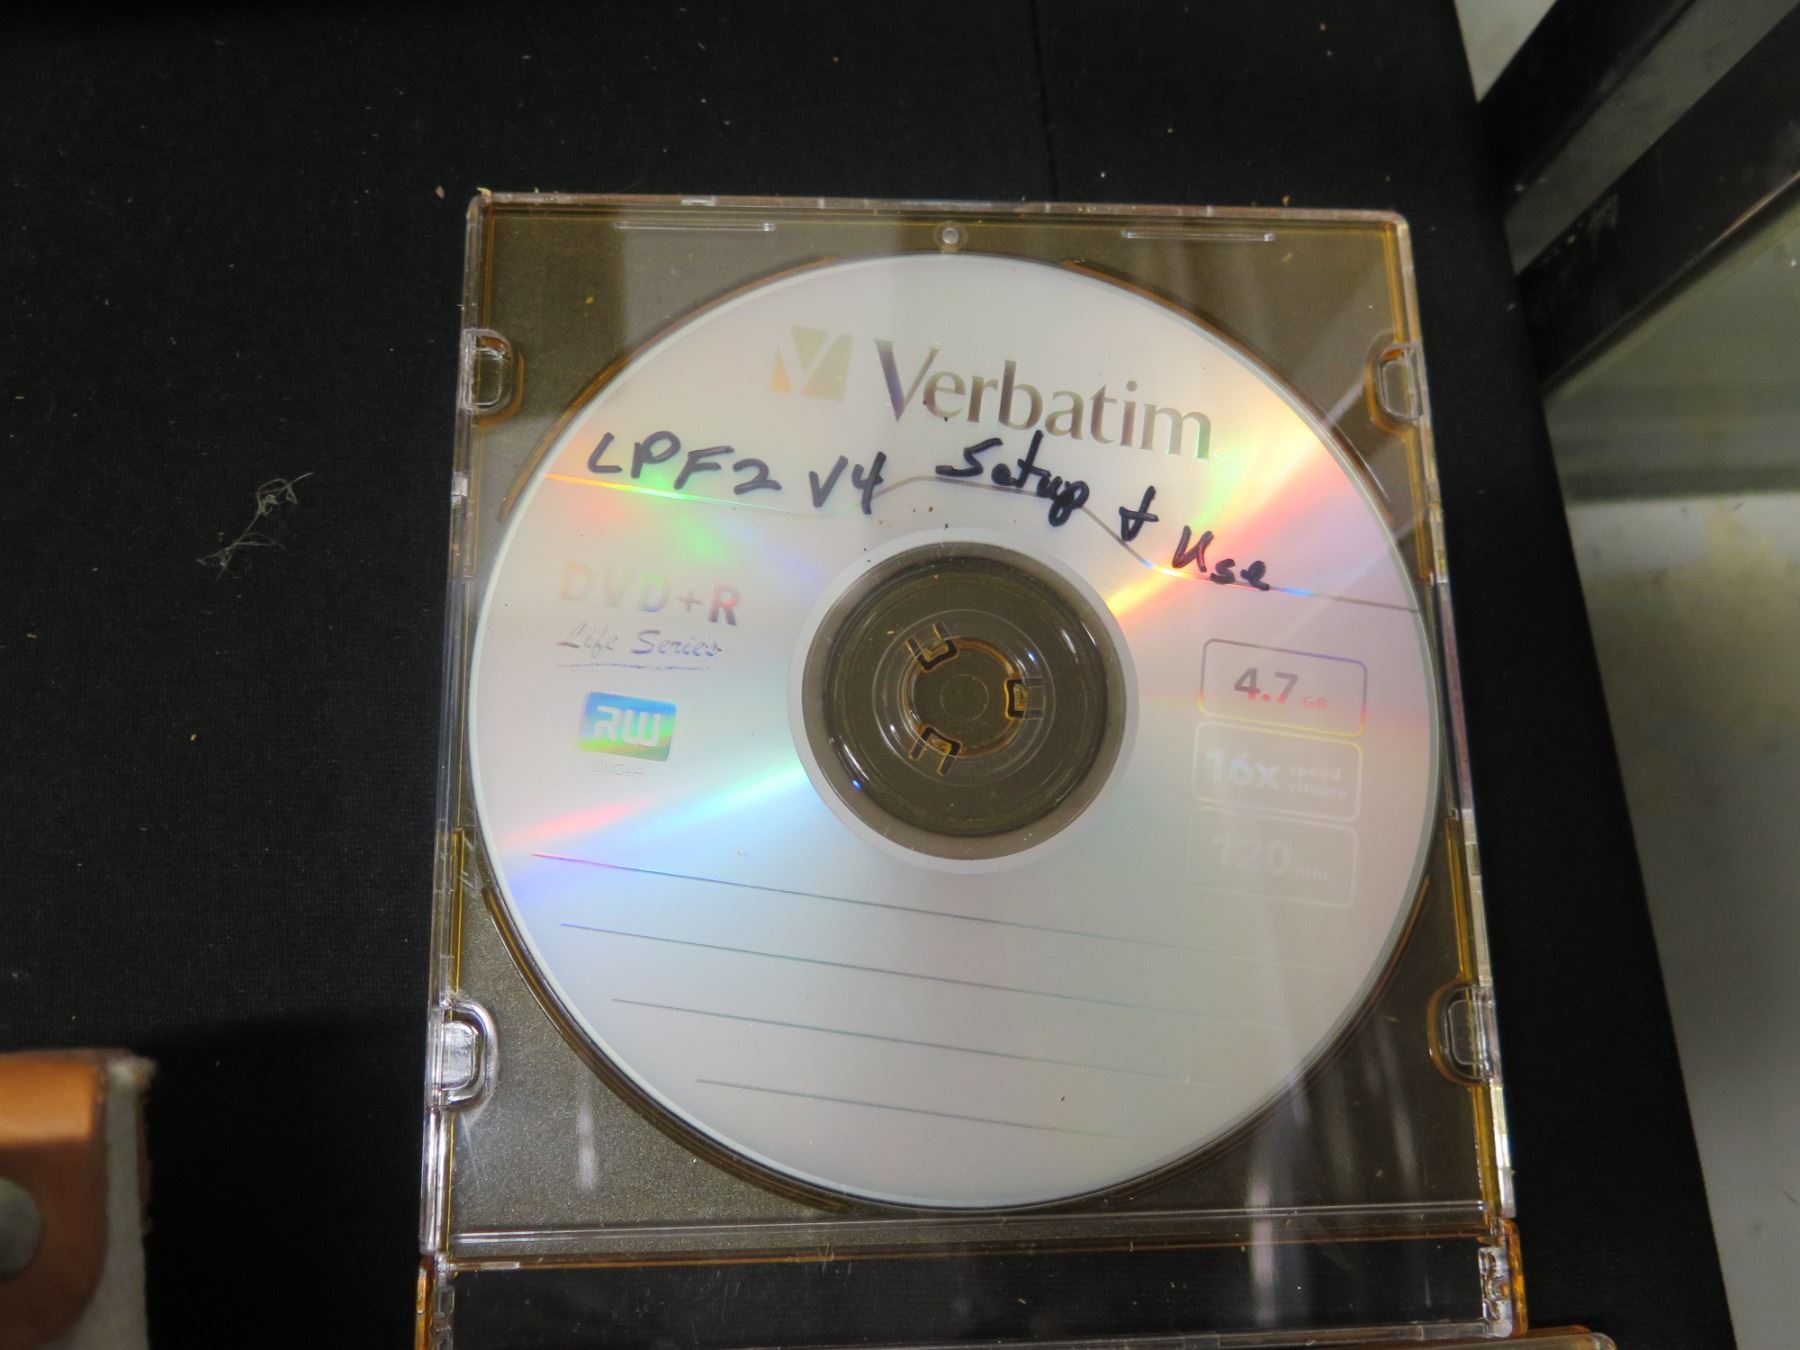 Verbatim
LPF2 V4 Setup & Use
DVD+R
Life Series
RW
4.7 GB
16x speed
vitesse
120 min